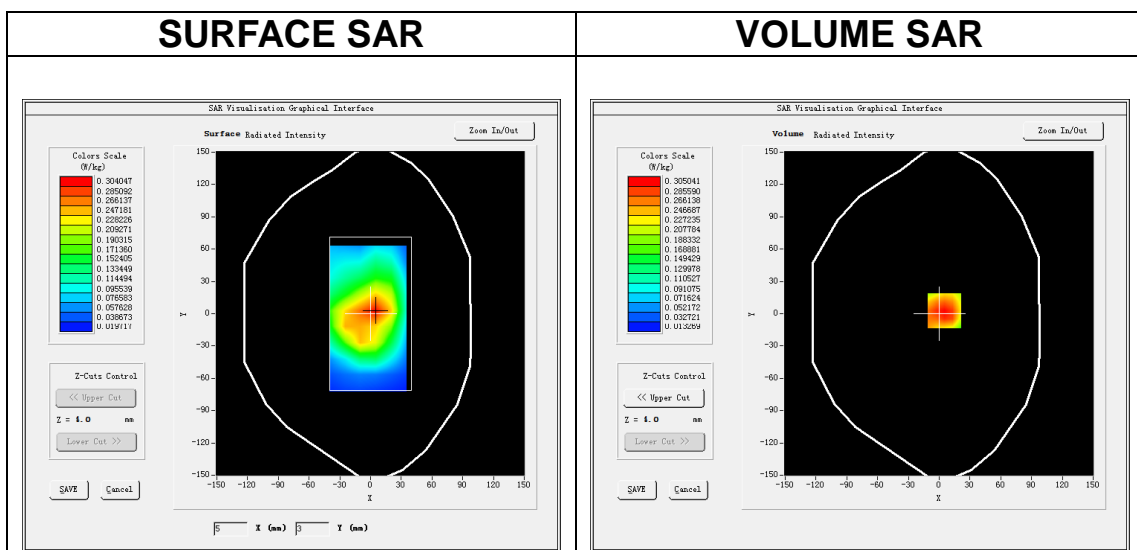 SURFACE SAR
VOLUME SAR
SAR Visualisation Graphical Interface
Surface Radiated Intensity
Zoom In/Out
Colors Scale
(W/kg)
0.304047
0.285092
0.266137
0.247181
0.228226
0.209271
0.190315
0.171360
0.152405
0.133449
0.114494
0.095539
0.076583
0.057628
0.038673
0.019717
150
120
90
60
30
0
-30
-60
-90
-120
-150
Y
-150 -120 -90 -60 -30 0 30 60 90 120 150
X
Z-Cuts Control
<< Upper Cut
Z = 4.0 mm
Lower Cut >>
SAVE Cancel
5 X (mm) 3 Y (mm)
SAR Visualisation Graphical Interface
Volume Radiated Intensity
Zoom In/Out
Colors Scale
(W/kg)
0.305041
0.285590
0.266138
0.246687
0.227235
0.207784
0.188332
0.168881
0.149429
0.129978
0.110527
0.091075
0.071624
0.052172
0.032721
0.013269
150
120
90
60
30
0
-30
-60
-90
-120
-150
Y
-150 -120 -90 -60 -30 0 30 60 90 120 150
X
Z-Cuts Control
<< Upper Cut
Z = 4.0 mm
Lower Cut >>
SAVE Cancel